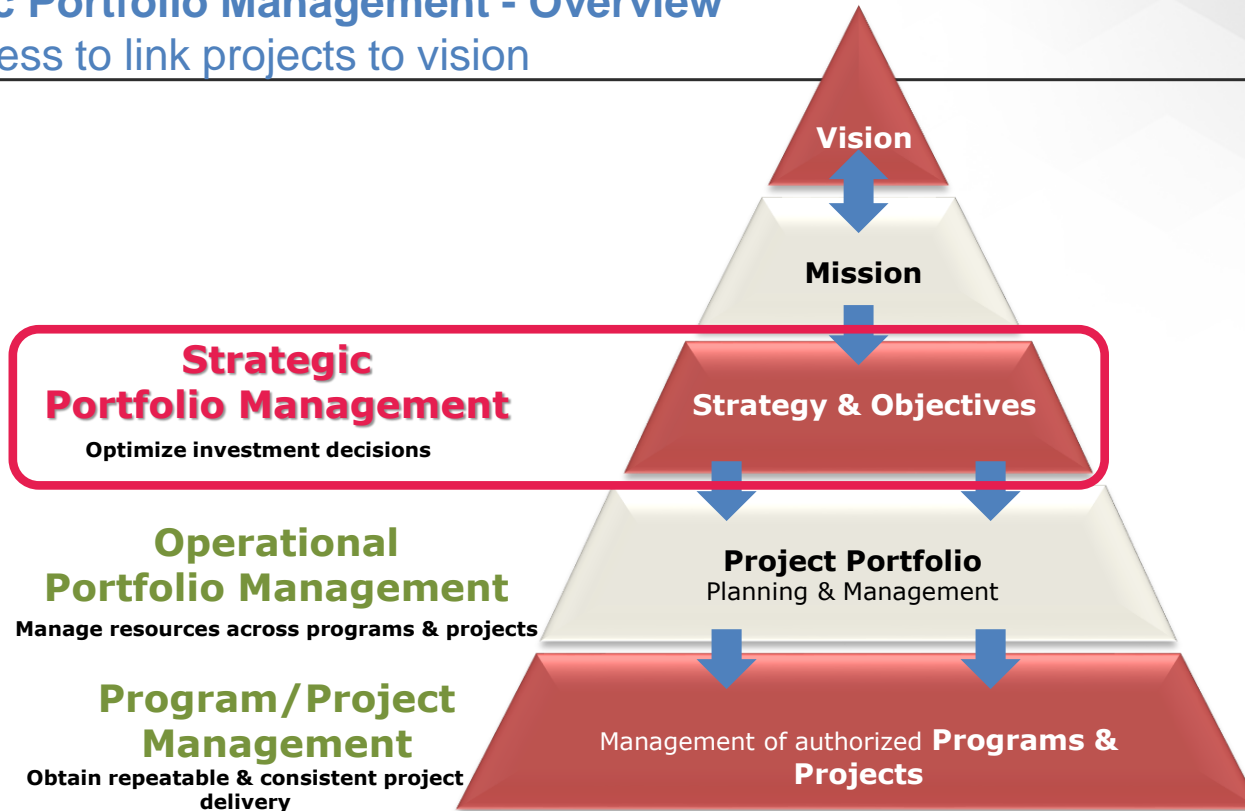 c Portfolio Management - Overview
ess to link projects to vision
Vision
Mission
Strategic
Portfolio Management
Optimize investment decisions
Strategy & Objectives
Operational
Portfolio Management
Manage resources across programs & projects
Project Portfolio
Planning & Management
Program/Project
Management
Obtain repeatable & consistent project
delivery
Management of authorized Programs &
Projects